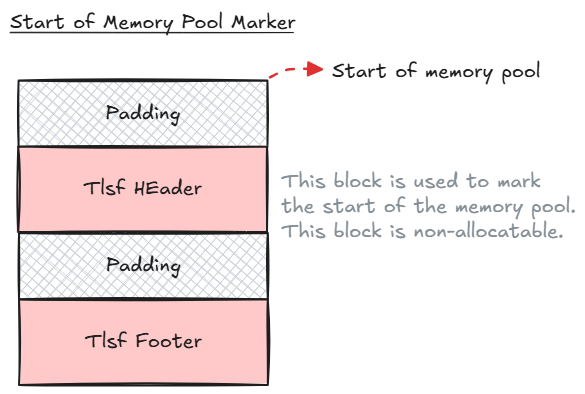 Start of Memory Pool Marker
Start of memory pool
Padding
Tlsf HEader
This block is used to mark
the start of the memory pool.
This block is non-allocatable.
Padding
Tlsf Footer